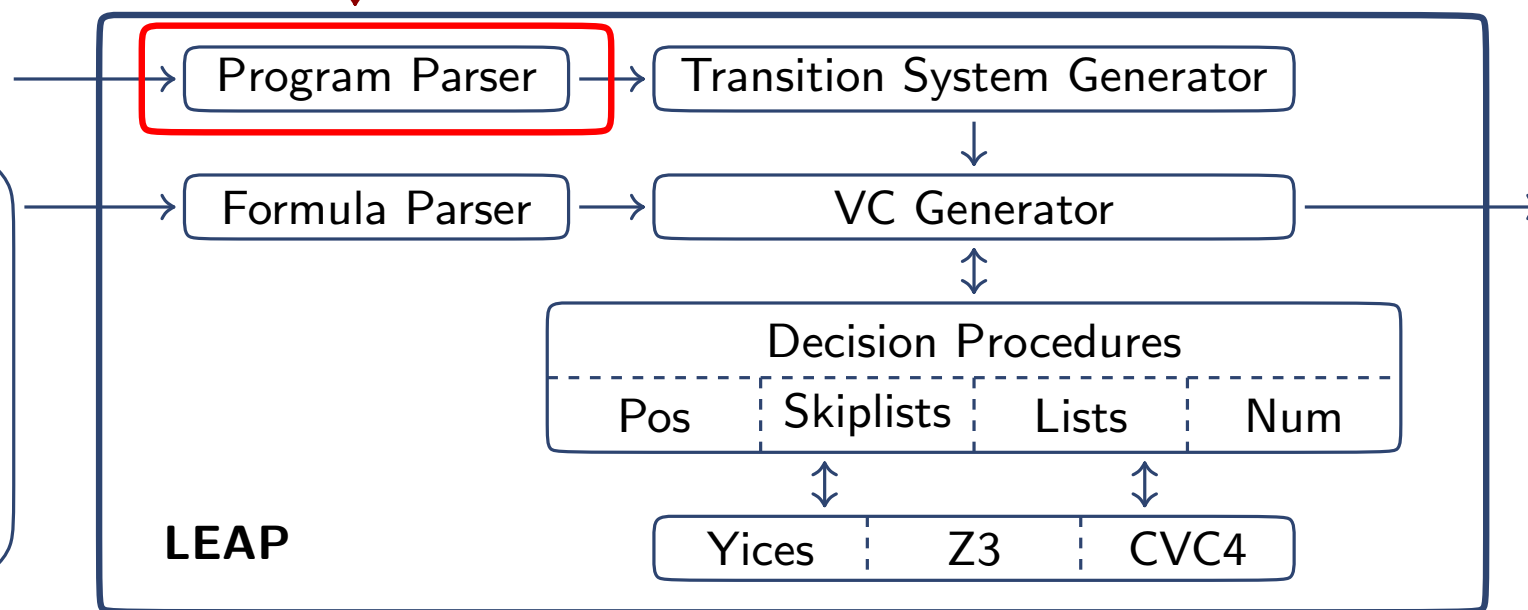 Program Parser
Transition System Generator
Formula Parser
VC Generator
Decision Procedures
Pos
Skiplists
Lists
Num
LEAP
Yices
Z3
CVC4